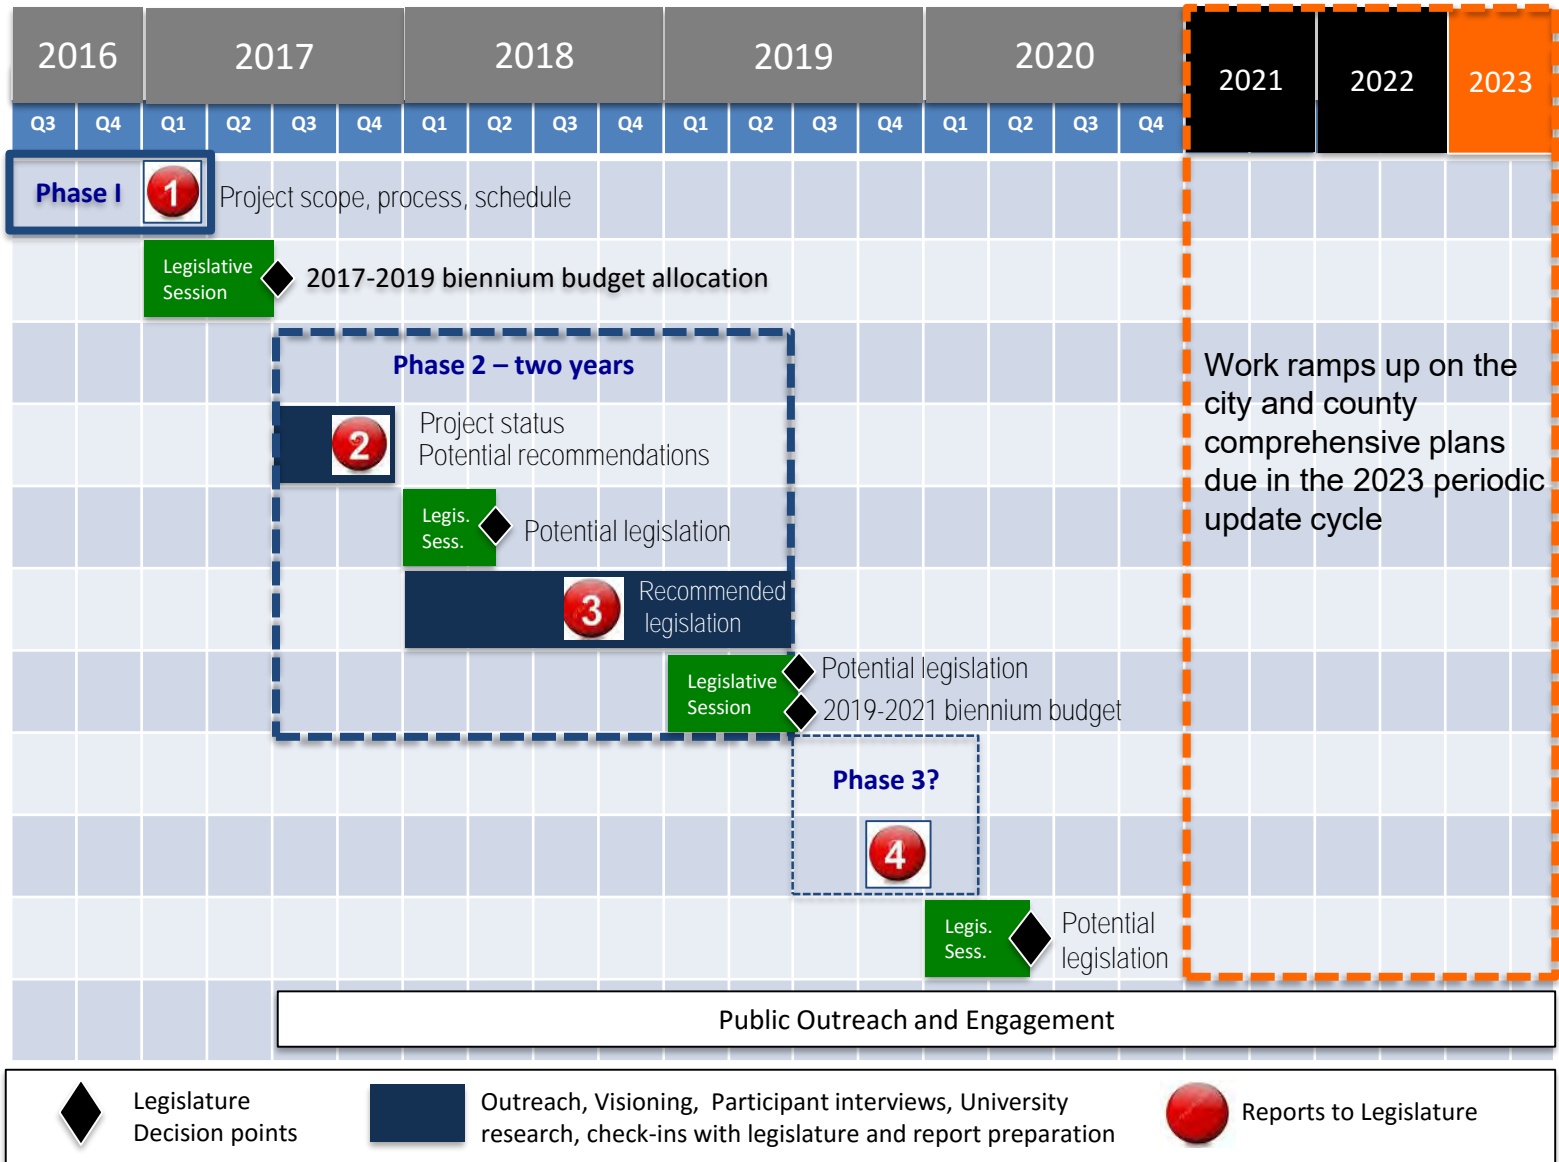 2016 2017 2018 2019 2020 2021 2022 2023
Q3 Q4 Q1 Q2 Q3 Q4 Q1 Q2 Q3 Q4 Q1 Q2 Q3 Q4 Q1 Q2 Q3 Q4
Phase I 1 Project scope, process, schedule
Legislative
Session
2017-2019 biennium budget allocation
Phase 2 – two years
2
Project status
Potential recommendations
Legis.
Sess.
Potential legislation
3
Recommended
legislation
Legislative
Session
Potential legislation
2019-2021 biennium budget
Phase 3?
4
Legis.
Sess.
Potential
legislation
Work ramps up on the
city and county
comprehensive plans
due in the 2023 periodic
update cycle
Public Outreach and Engagement
Legislature
Decision points
Outreach, Visioning, Participant interviews, University
research, check-ins with legislature and report preparation
Reports to Legislature